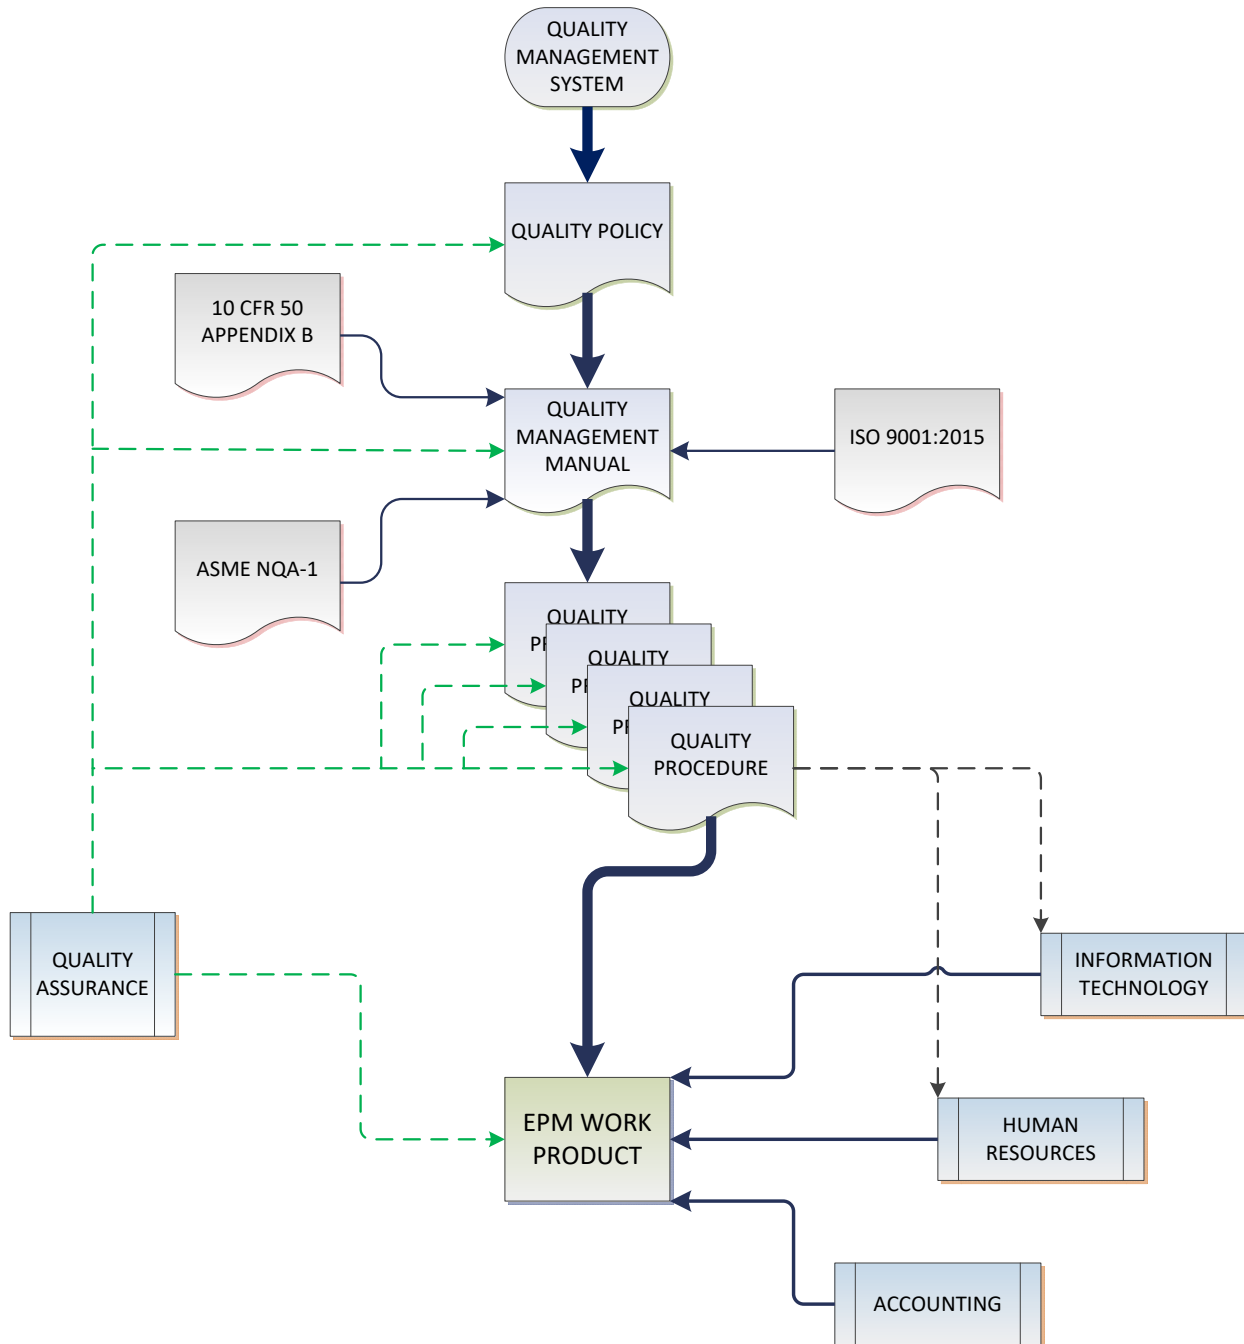 QUALITY
MANAGEMENT
SYSTEM
QUALITY POLICY
10 CFR 50
APPENDIX B
QUALITY
MANAGEMENT
MANUAL
ISO 9001:2015
ASME NQA-1
QUALITY
QUALITY
QUALITY
QUALITY
PROCEDURE
QUALITY
ASSURANCE
INFORMATION
TECHNOLOGY
EPM WORK
PRODUCT
HUMAN
RESOURCES
ACCOUNTING